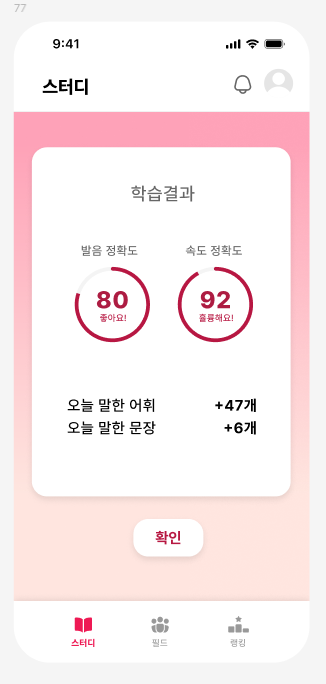 77
9:41
스터디
학습결과
발음 정확도
속도 정확도
80
좋아요!
92
훌륭해요!
오늘 말한 어휘 +47개
오늘 말한 문장 +6개
확인
스터디
필드
랭킹